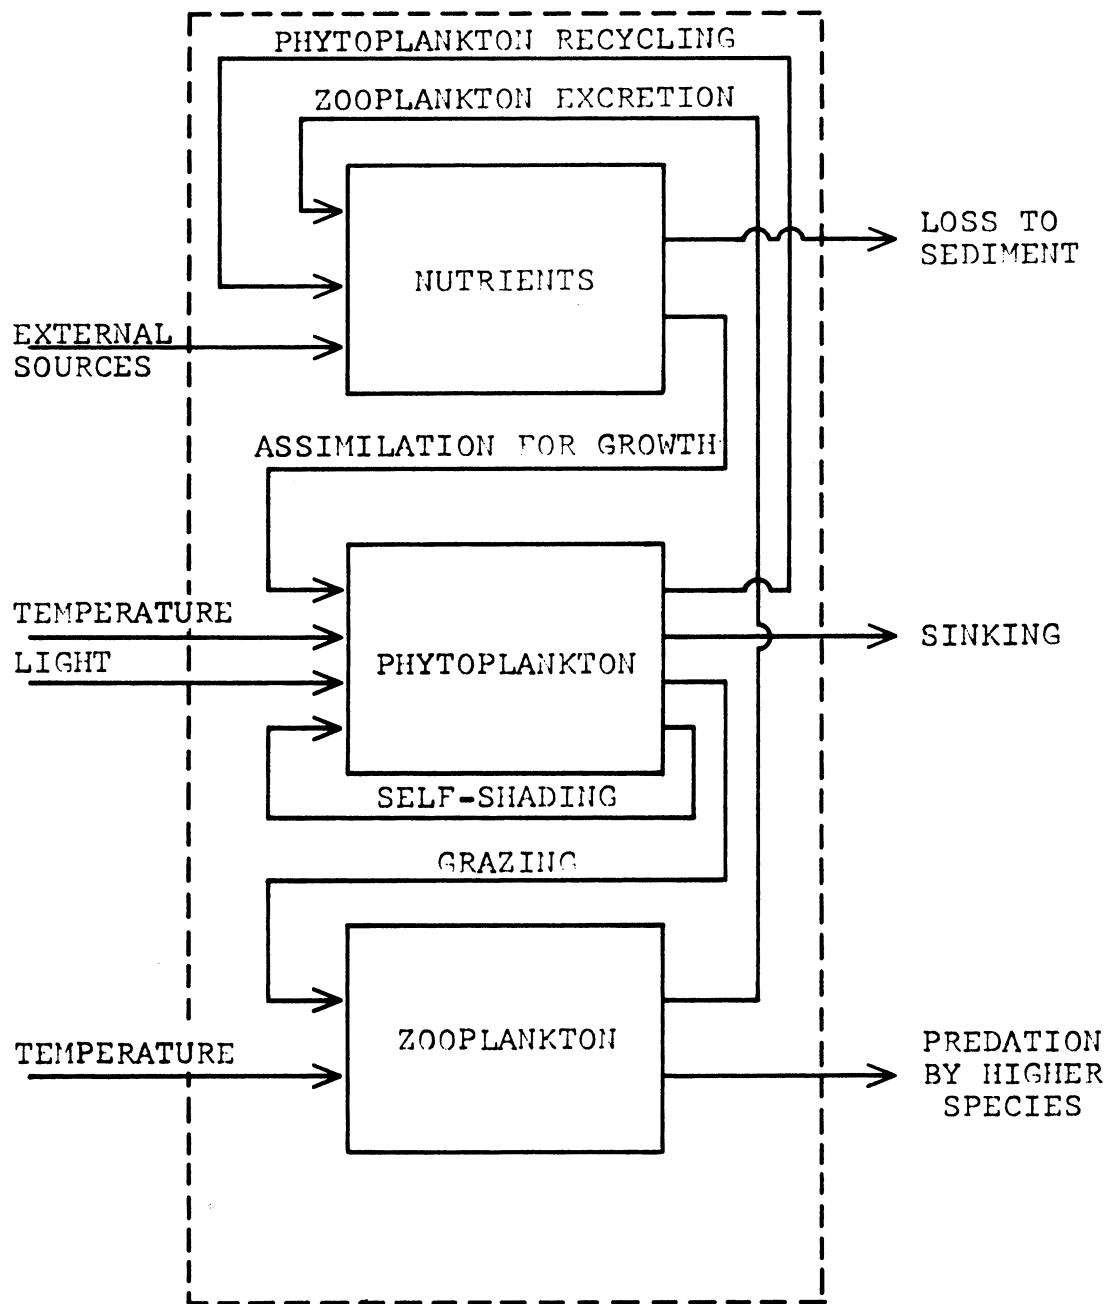 PHYTOPLANKTON RECYCLING
ZOOPLANKTON EXCRETION
LOSS TO
SEDIMENT
NUTRIENTS
EXTERNAL
SOURCES
ASSIMILATION FOR GROWTH
TEMPERATURE
LIGHT
PHYTOPLANKTON
SINKING
SELF-SHADING
GRAZING
ZOOPLANKTON
TEMPERATURE
PREDATION
BY HIGHER
SPECIES